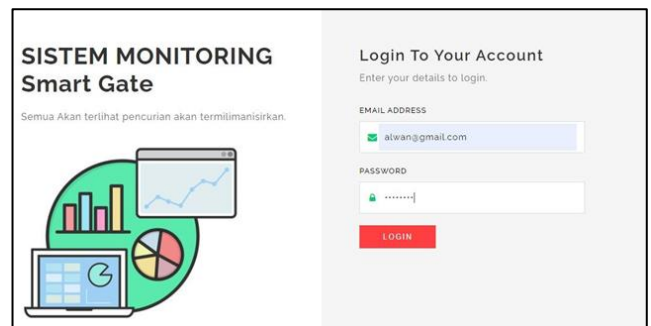 SISTEM MONITORING
Smart Gate
Semua Akan terlihat pencurian akan termilimanisirkan.
Login To Your Account
Enter your details to login.
EMAIL ADDRESS
alwan@gmail.com
PASSWORD
········
LOGIN